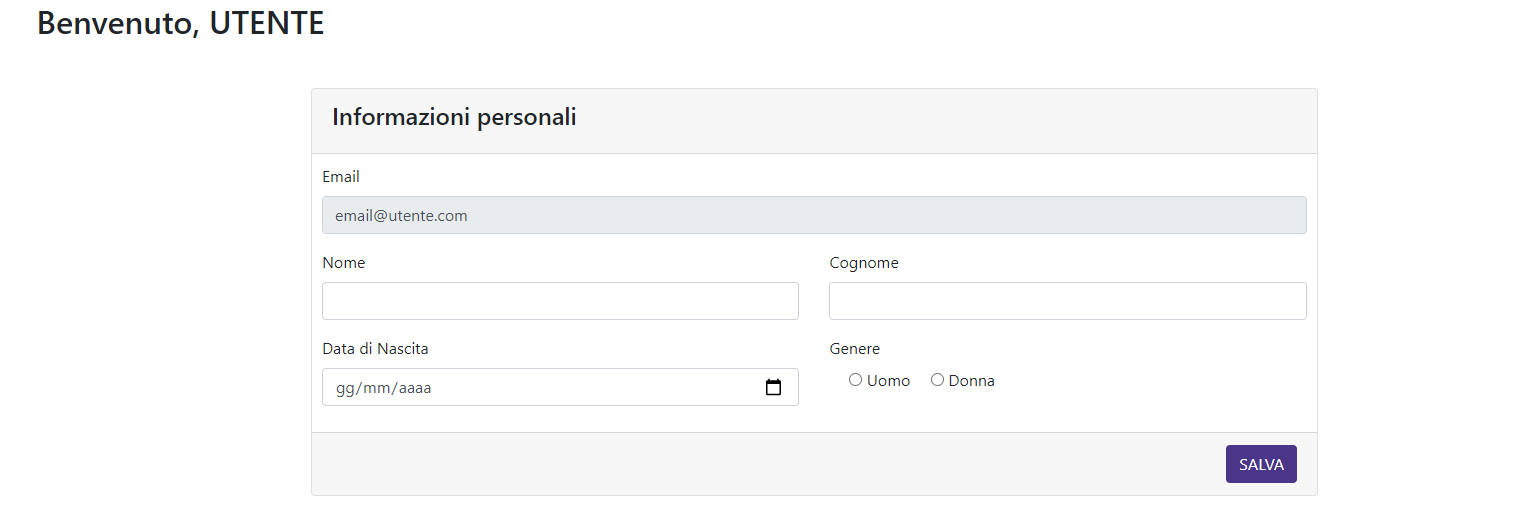 Benvenuto, UTENTE
Informazioni personali
Email
email@utente.com
Nome Cognome
Data di Nascita Genere
gg/mm/aaaa Uomo Donna
SALVA